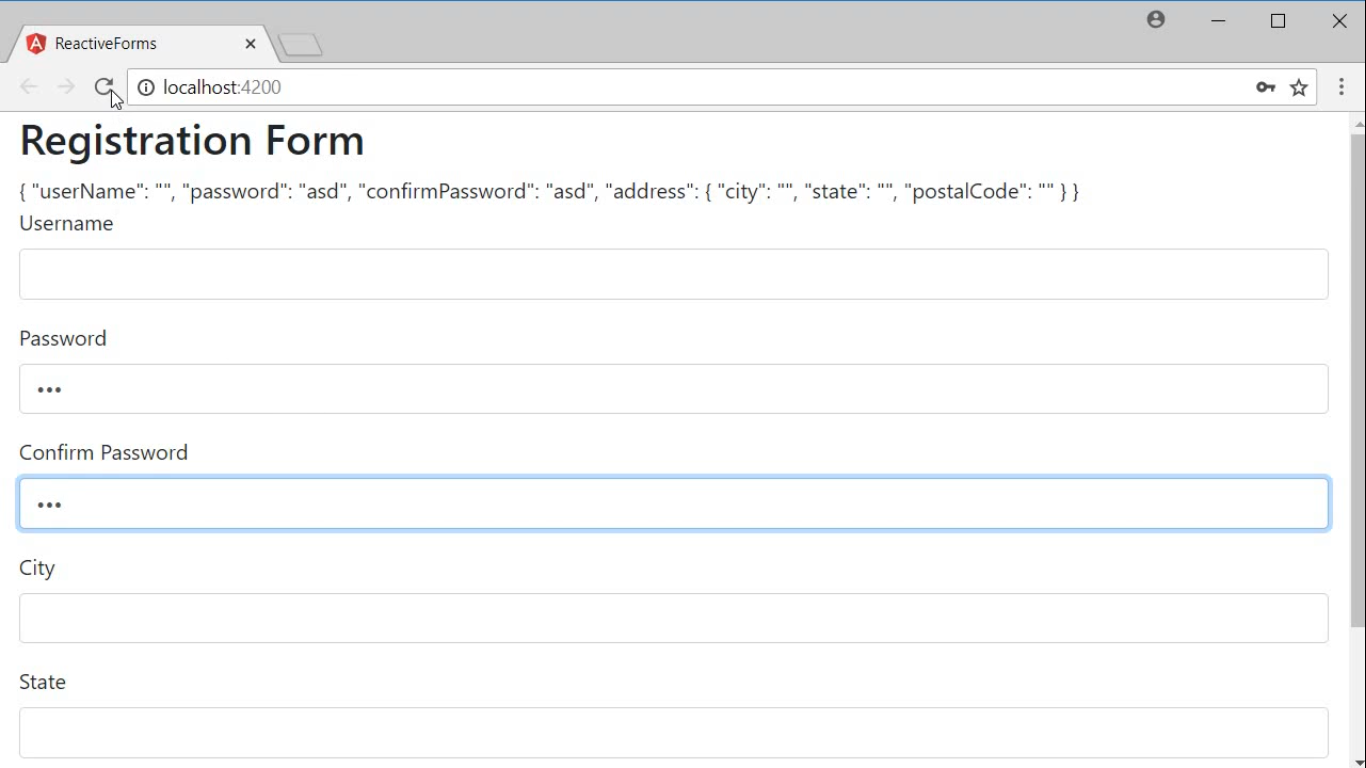 ReactiveForms
localhost:4200
Registration Form
{ "userName": "", "password": "asd", "confirmPassword": "asd", "address": { "city": "", "state": "", "postalCode": "" } }
Username
Password
•••
Confirm Password
•••
City
State